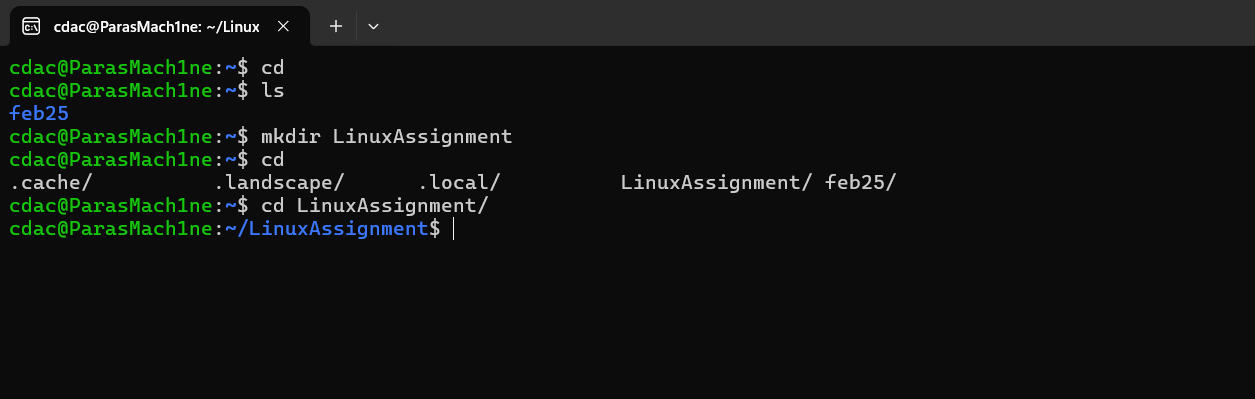 cdac@ParasMach1ne: ~/Linux
cdac@ParasMach1ne:~$ cd
cdac@ParasMach1ne:~$ ls
feb25
cdac@ParasMach1ne:~$ mkdir LinuxAssignment
cdac@ParasMach1ne:~$ cd
.cache/ .landscape/ .local/ LinuxAssignment/ feb25/
cdac@ParasMach1ne:~$ cd LinuxAssignment/
cdac@ParasMach1ne:~/LinuxAssignment$